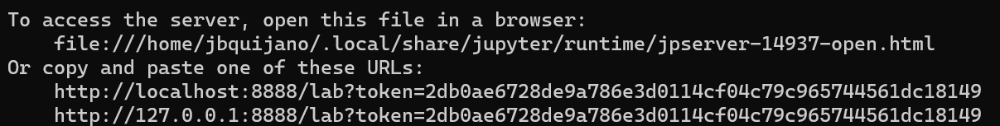 To access the server, open this file in a browser:
file:///home/jbquijano/.local/share/jupyter/runtime/jpserver-14937-open.html
Or copy and paste one of these URLs:
http://localhost:8888/lab?token=2db0ae6728de9a786e3d0114cf04c79c965744561dc18149
http://127.0.0.1:8888/lab?token=2db0ae6728de9a786e3d0114cf04c79c965744561dc18149